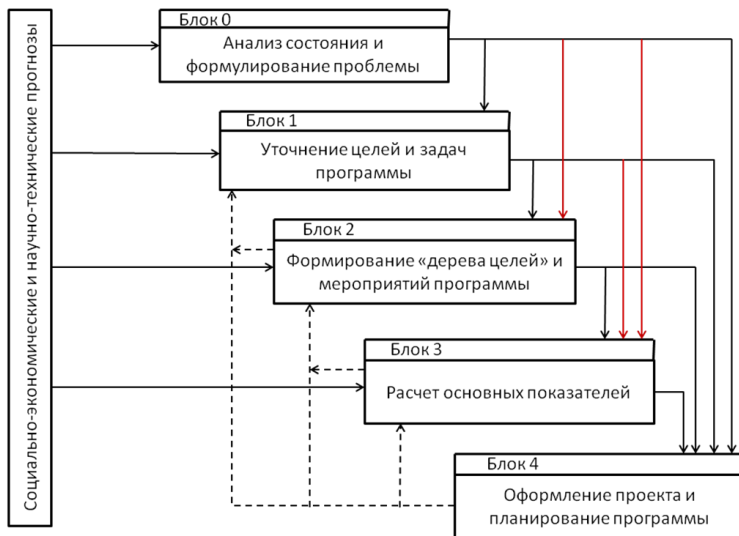 Социально-экономические и научно-технические прогнозы
Блок 0
Анализ состояния и
формулирование проблемы
Блок 1
Уточнение целей и задач
программы
Блок 2
Формирование «дерева целей» и
мероприятий программы
Блок 3
Расчет основных показателей
Блок 4
Оформление проекта и
планирование программы